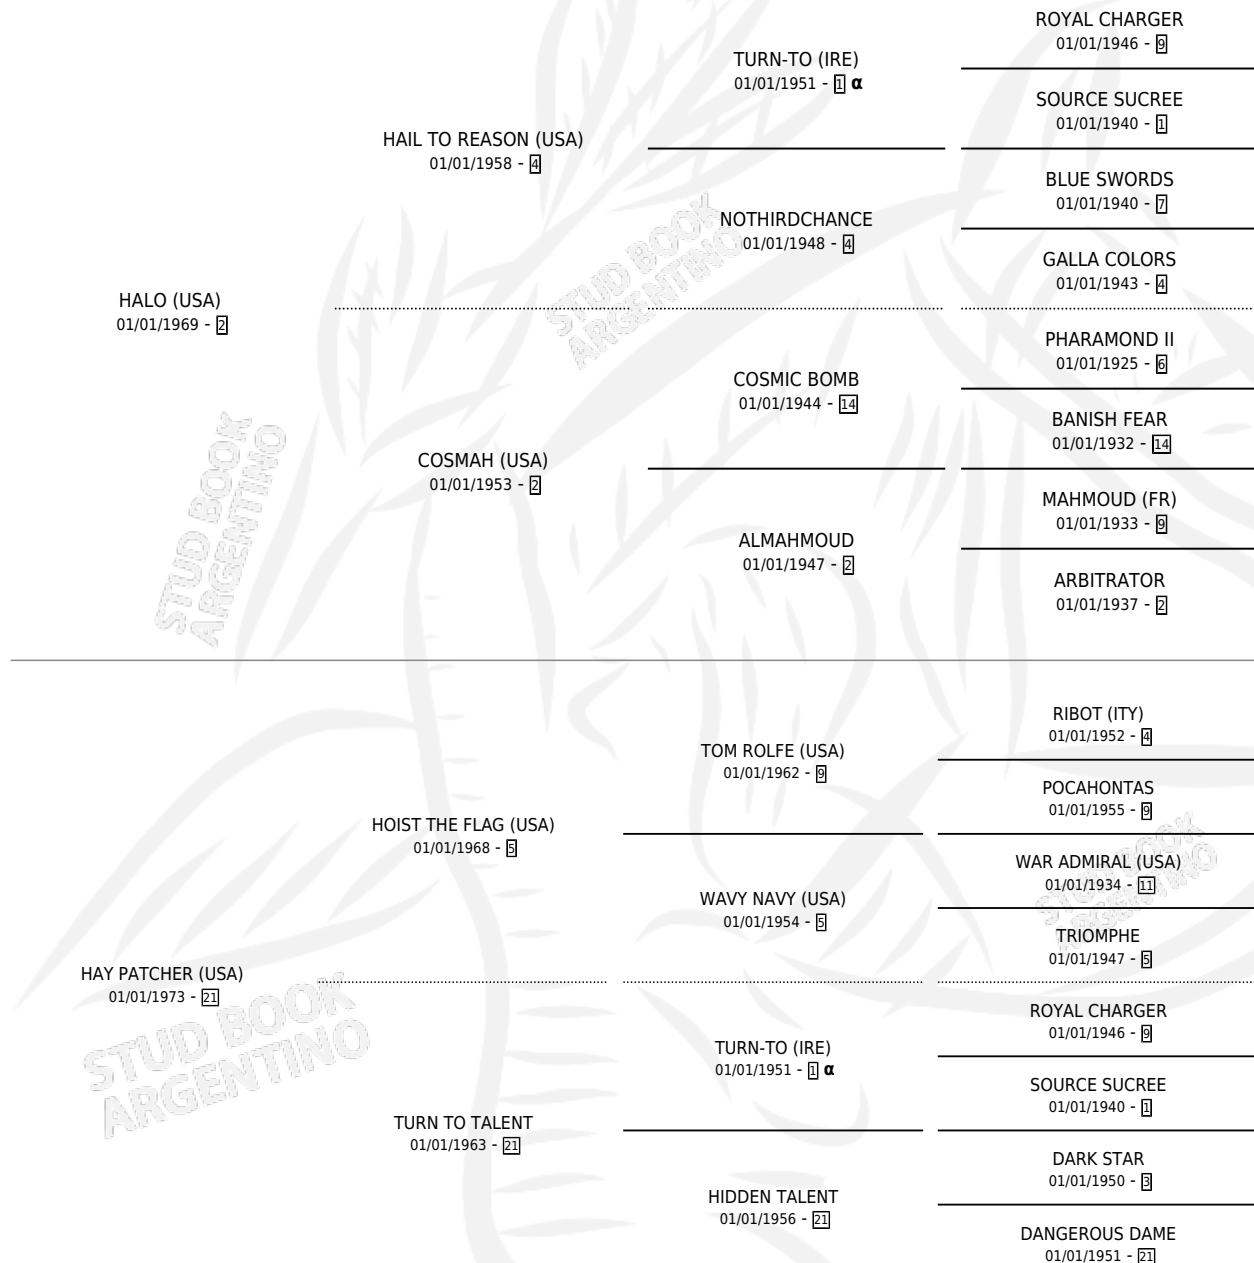 HALO (USA)
01/01/1969 - 2
HAIL TO REASON (USA)
01/01/1958 - 4
COSMAH (USA)
01/01/1953 - 2
TURN-TO (IRE)
01/01/1951 - 1 α
NOTHIRDCHANCE
01/01/1948 - 4
COSMIC BOMB
01/01/1944 - 14
ALMAHMOUD
01/01/1947 - 2
ROYAL CHARGER
01/01/1946 - 9
SOURCE SUCREE
01/01/1940 - 1
BLUE SWORDS
01/01/1940 - 7
GALLA COLORS
01/01/1943 - 4
PHARAMOND II
01/01/1925 - 6
BANISH FEAR
01/01/1932 - 14
MAHMOUD (FR)
01/01/1933 - 9
ARBITRATOR
01/01/1937 - 2
HAY PATCHER (USA)
01/01/1973 - 21
HOIST THE FLAG (USA)
01/01/1968 - 5
TURN TO TALENT
01/01/1963 - 21
TOM ROLFE (USA)
01/01/1962 - 9
WAVY NAVY (USA)
01/01/1954 - 5
TURN-TO (IRE)
01/01/1951 - 1 α
HIDDEN TALENT
01/01/1956 - 21
RIBOT (ITY)
01/01/1952 - 4
POCAHONTAS
01/01/1955 - 9
WAR ADMIRAL (USA)
01/01/1934 - 11
TRIOMPHE
01/01/1947 - 5
ROYAL CHARGER
01/01/1946 - 9
SOURCE SUCREE
01/01/1940 - 1
DARK STAR
01/01/1950 - 3
DANGEROUS DAME
01/01/1951 - 21
STUD BOOK
ARGENTINO
STUD BOOK
ARGENTINO
STUD BOOK
ARGENTINO
STUD BOOK
ARGENTINO